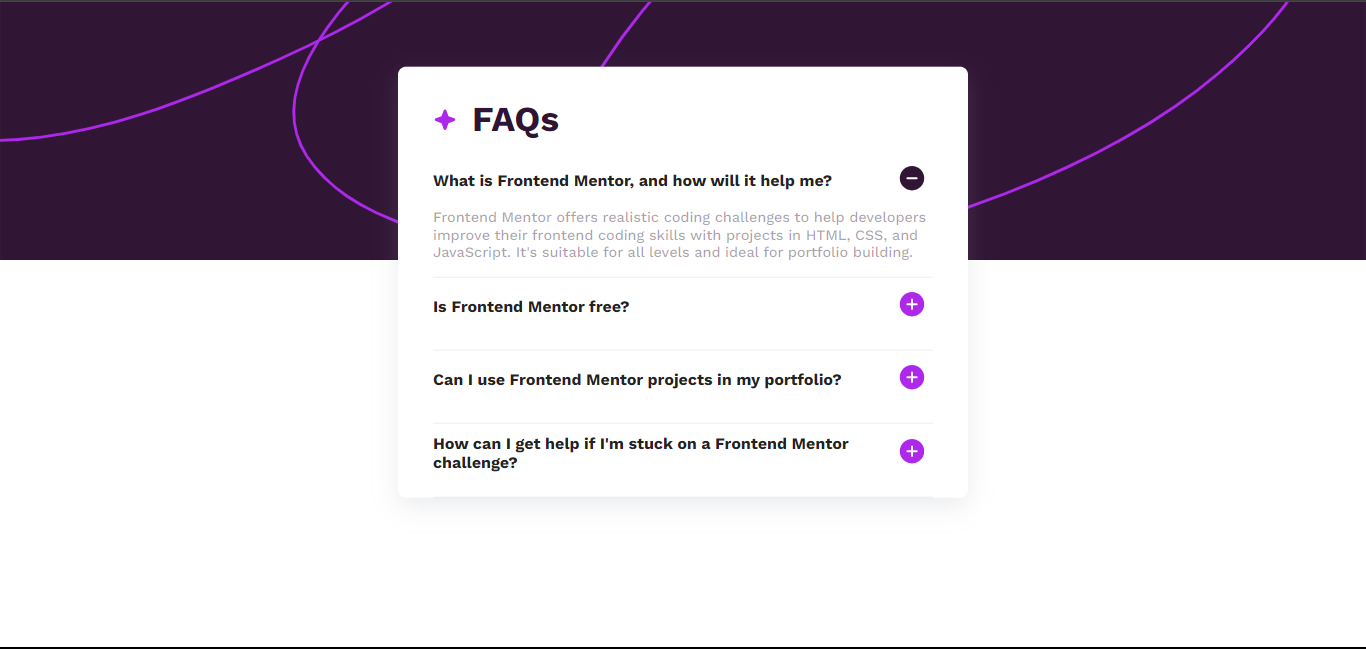 FAQs
What is Frontend Mentor, and how will it help me?
Frontend Mentor offers realistic coding challenges to help developers
improve their frontend coding skills with projects in HTML, CSS, and
JavaScript. It's suitable for all levels and ideal for portfolio building.
Is Frontend Mentor free?
Can I use Frontend Mentor projects in my portfolio?
How can I get help if I'm stuck on a Frontend Mentor
challenge?